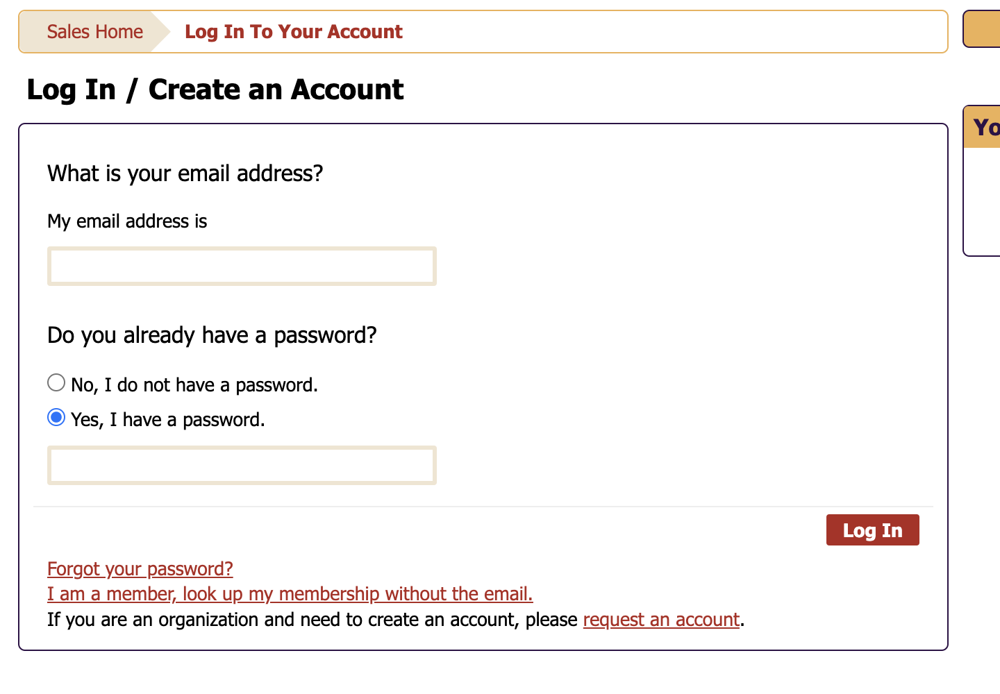 Sales Home
Log In To Your Account
Log In / Create an Account
What is your email address?
My email address is
Do you already have a password?
No, I do not have a password.
Yes, I have a password.
Log In
Forgot your password?
I am a member, look up my membership without the email.
If you are an organization and need to create an account, please request an account.